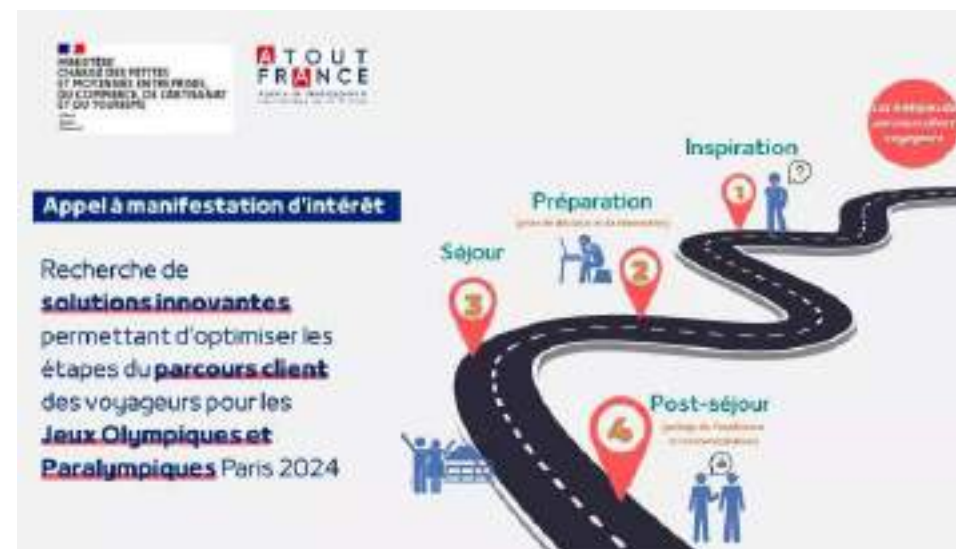 MINISTÈRE
CHARGÉ DES PETITES
ET MOYENNES ENTREPRISES,
DU COMMERCE, DE L'ARTISANAT
ET DU TOURISME
ATOUT
FRANCE
Appel à manifestation d'intérêt
Recherche de
solutions innovantes
permettant d'optimiser les
étapes du parcours client
des voyageurs pour les
Jeux Olympiques et
Paralympiques Paris 2024
Inspiration
1
Préparation
2
Séjour
3
Post-séjour
4